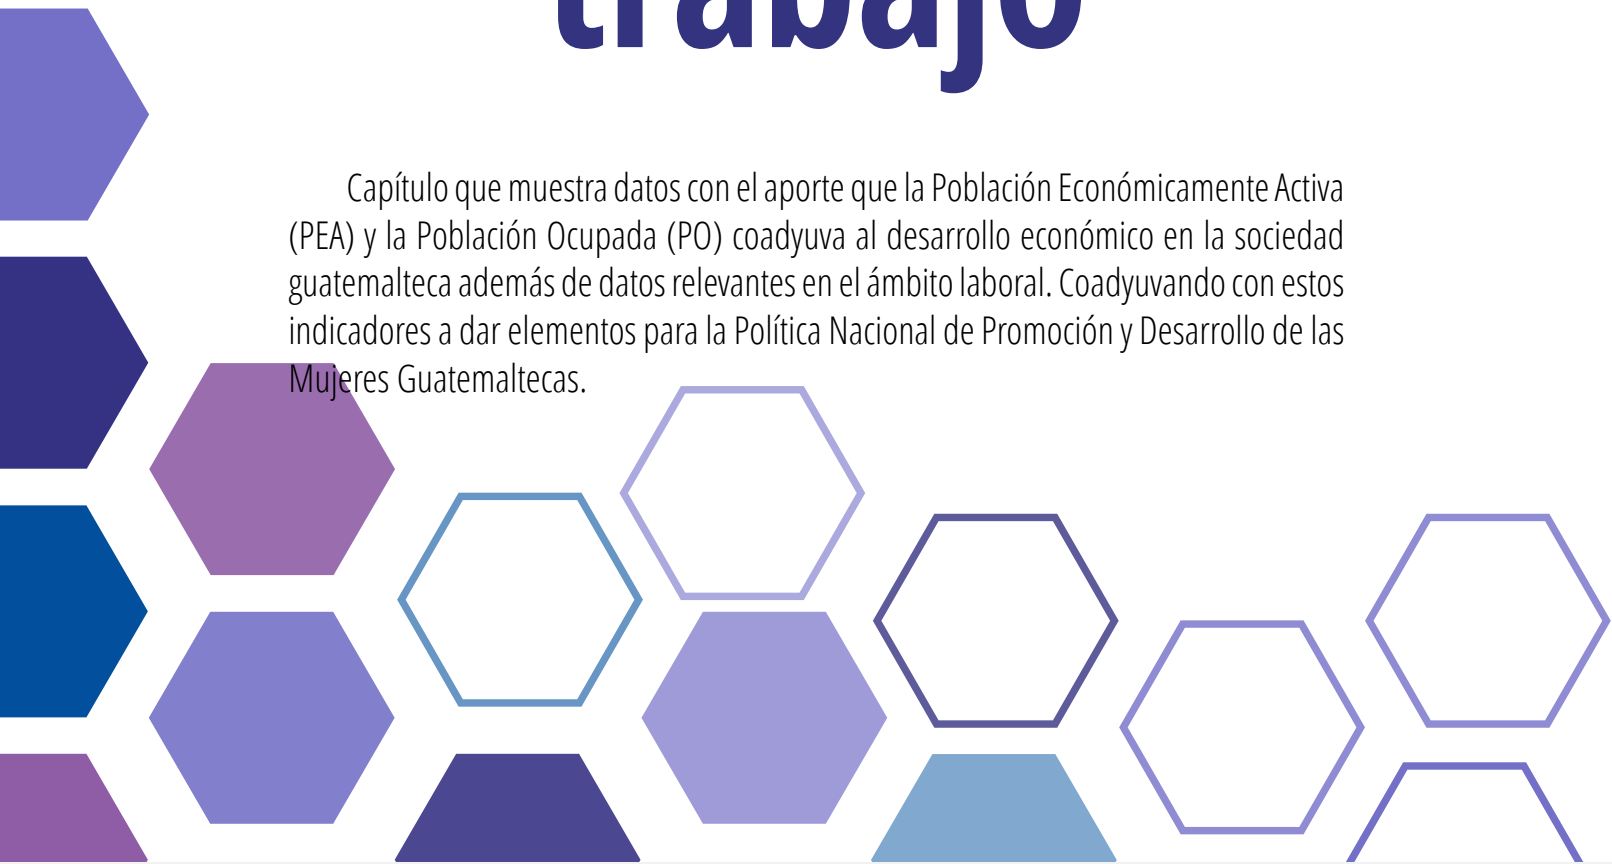 trabajo
Capítulo que muestra datos con el aporte que la Población Económicamente Activa
(PEA) y la Población Ocupada (PO) coadyuva al desarrollo económico en la sociedad
guatemalteca además de datos relevantes en el ámbito laboral. Coadyuvando con estos
indicadores a dar elementos para la Política Nacional de Promoción y Desarrollo de las
Mujeres Guatemaltecas.